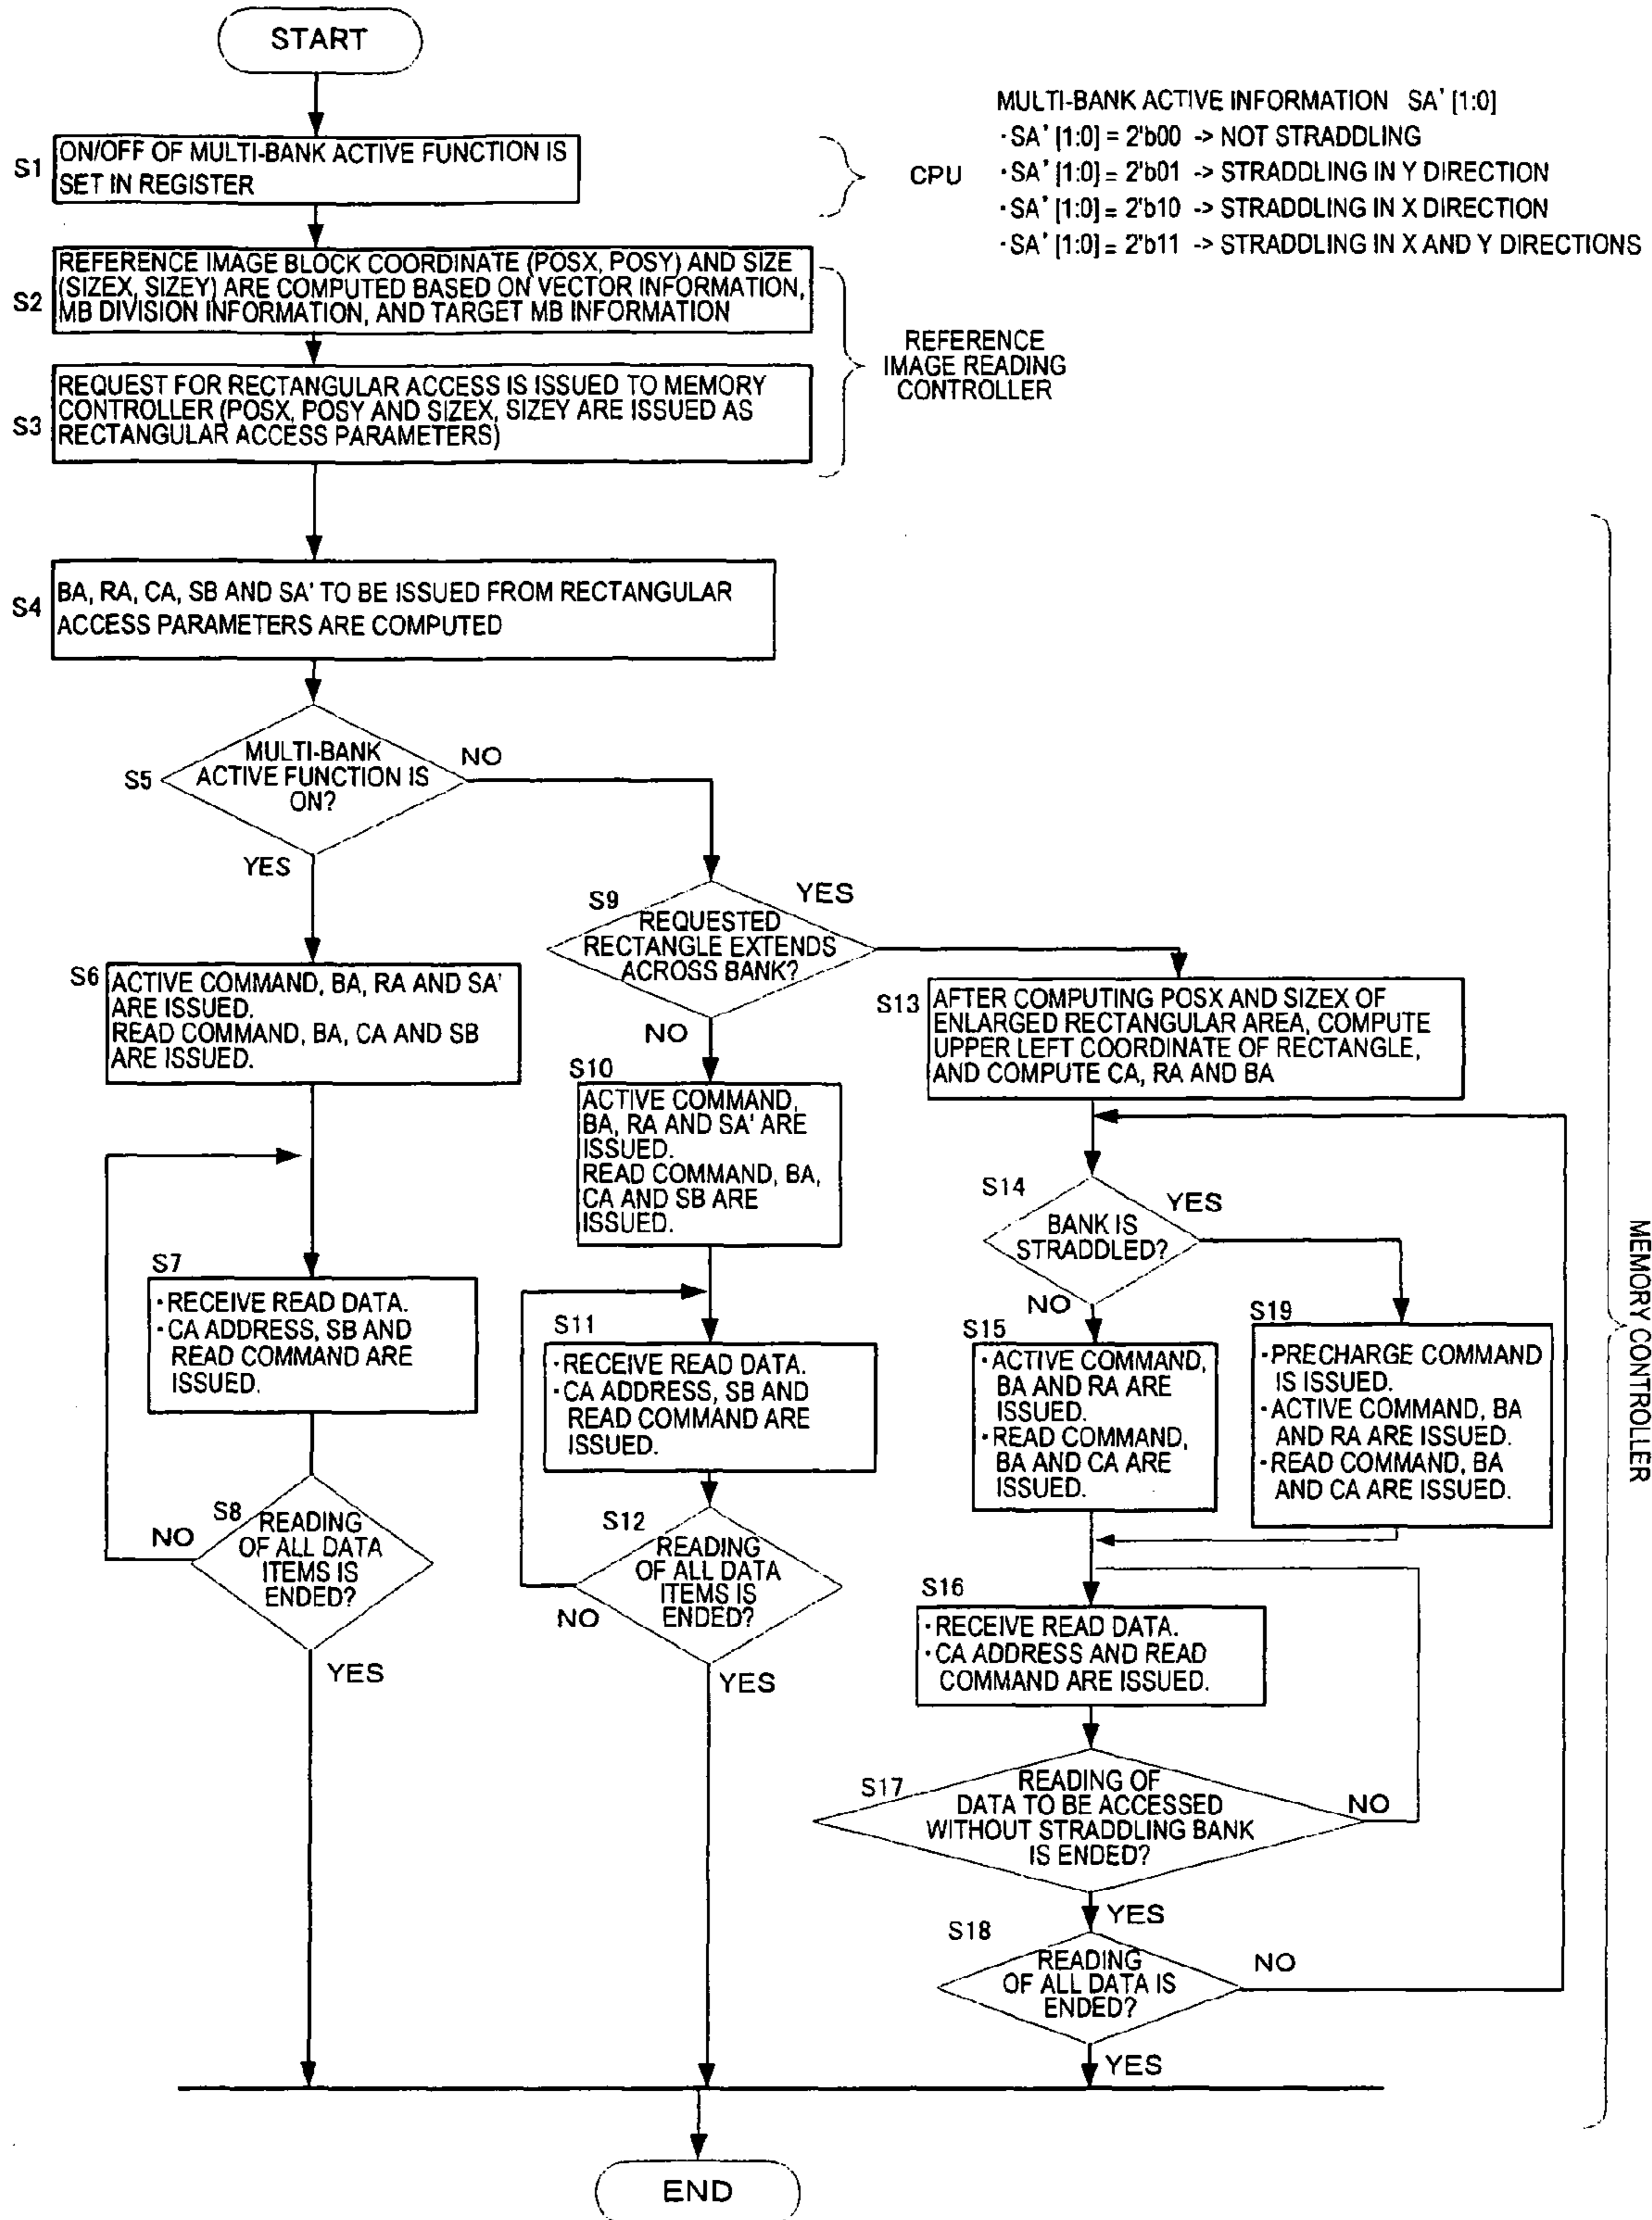 START
MULTI-BANK ACTIVE INFORMATION SA' [1:0]
·SA' [1:0] = 2'b00 -> NOT STRADDLING
·SA' [1:0] = 2'b01 -> STRADDLING IN Y DIRECTION
·SA' [1:0] = 2'b10 -> STRADDLING IN X DIRECTION
·SA' [1:0] = 2'b11 -> STRADDLING IN X AND Y DIRECTIONS
S1
ON/OFF OF MULTI-BANK ACTIVE FUNCTION IS
SET IN REGISTER
CPU
S2
REFERENCE IMAGE BLOCK COORDINATE (POSX, POSY) AND SIZE
(SIZEX, SIZEY) ARE COMPUTED BASED ON VECTOR INFORMATION,
MB DIVISION INFORMATION, AND TARGET MB INFORMATION
REFERENCE
IMAGE READING
CONTROLLER
S3
REQUEST FOR RECTANGULAR ACCESS IS ISSUED TO MEMORY
CONTROLLER (POSX, POSY AND SIZEX, SIZEY ARE ISSUED AS
RECTANGULAR ACCESS PARAMETERS)
S4
BA, RA, CA, SB AND SA' TO BE ISSUED FROM RECTANGULAR
ACCESS PARAMETERS ARE COMPUTED
S5
MULTI-BANK
ACTIVE FUNCTION IS
ON?
NO
YES
S6
ACTIVE COMMAND, BA, RA AND SA'
ARE ISSUED.
READ COMMAND, BA, CA AND SB
ARE ISSUED.
S7
·RECEIVE READ DATA.
·CA ADDRESS, SB AND
READ COMMAND ARE
ISSUED.
S8
READING
OF ALL DATA
ITEMS IS
ENDED?
NO
YES
S9
REQUESTED
RECTANGLE EXTENDS
ACROSS BANK?
YES
NO
S10
ACTIVE COMMAND,
BA, RA AND SA' ARE
ISSUED.
READ COMMAND, BA,
CA AND SB ARE
ISSUED.
S11
·RECEIVE READ DATA.
·CA ADDRESS, SB AND
READ COMMAND ARE
ISSUED.
S12
READING
OF ALL DATA
ITEMS IS
ENDED?
NO
YES
S13
AFTER COMPUTING POSX AND SIZEX OF
ENLARGED RECTANGULAR AREA, COMPUTE
UPPER LEFT COORDINATE OF RECTANGLE,
AND COMPUTE CA, RA AND BA
S14
BANK IS
STRADDLED?
YES
NO
S15
·ACTIVE COMMAND,
BA AND RA ARE
ISSUED.
·READ COMMAND,
BA AND CA ARE
ISSUED.
S19
·PRECHARGE COMMAND
IS ISSUED.
·ACTIVE COMMAND, BA
AND RA ARE ISSUED.
·READ COMMAND, BA
AND CA ARE ISSUED.
S16
·RECEIVE READ DATA.
·CA ADDRESS AND READ
COMMAND ARE ISSUED.
S17
READING OF
DATA TO BE ACCESSED
WITHOUT STRADDLING BANK
IS ENDED?
NO
YES
S18
READING
OF ALL DATA IS
ENDED?
NO
YES
MEMORY CONTROLLER
END